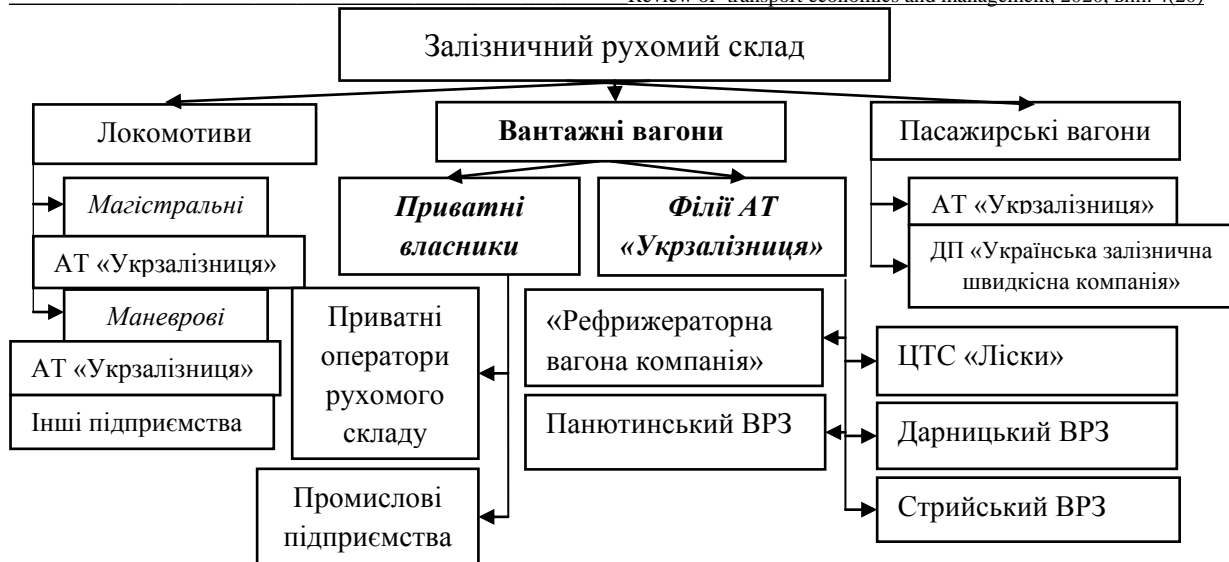 Review of transport economics and management, 2020, вип. 4(20)
Залізничний рухомий склад
Локомотиви
Вантажні вагони
Пасажирські вагони
Магістральні
АТ «Укрзалізниця»
Маневрові
АТ «Укрзалізниця»
Інші підприємства
Приватні
власники
Філії АТ
«Укрзалізниця»
Приватні
оператори
рухомого
складу
Промислові
підприємства
«Рефрижераторна
вагона компанія»
Панютинський ВРЗ
ЦТС «Ліски»
Дарницький ВРЗ
Стрийський ВРЗ
АТ «Укрзалізниця»
ДП «Українська залізнична
швидкісна компанія»